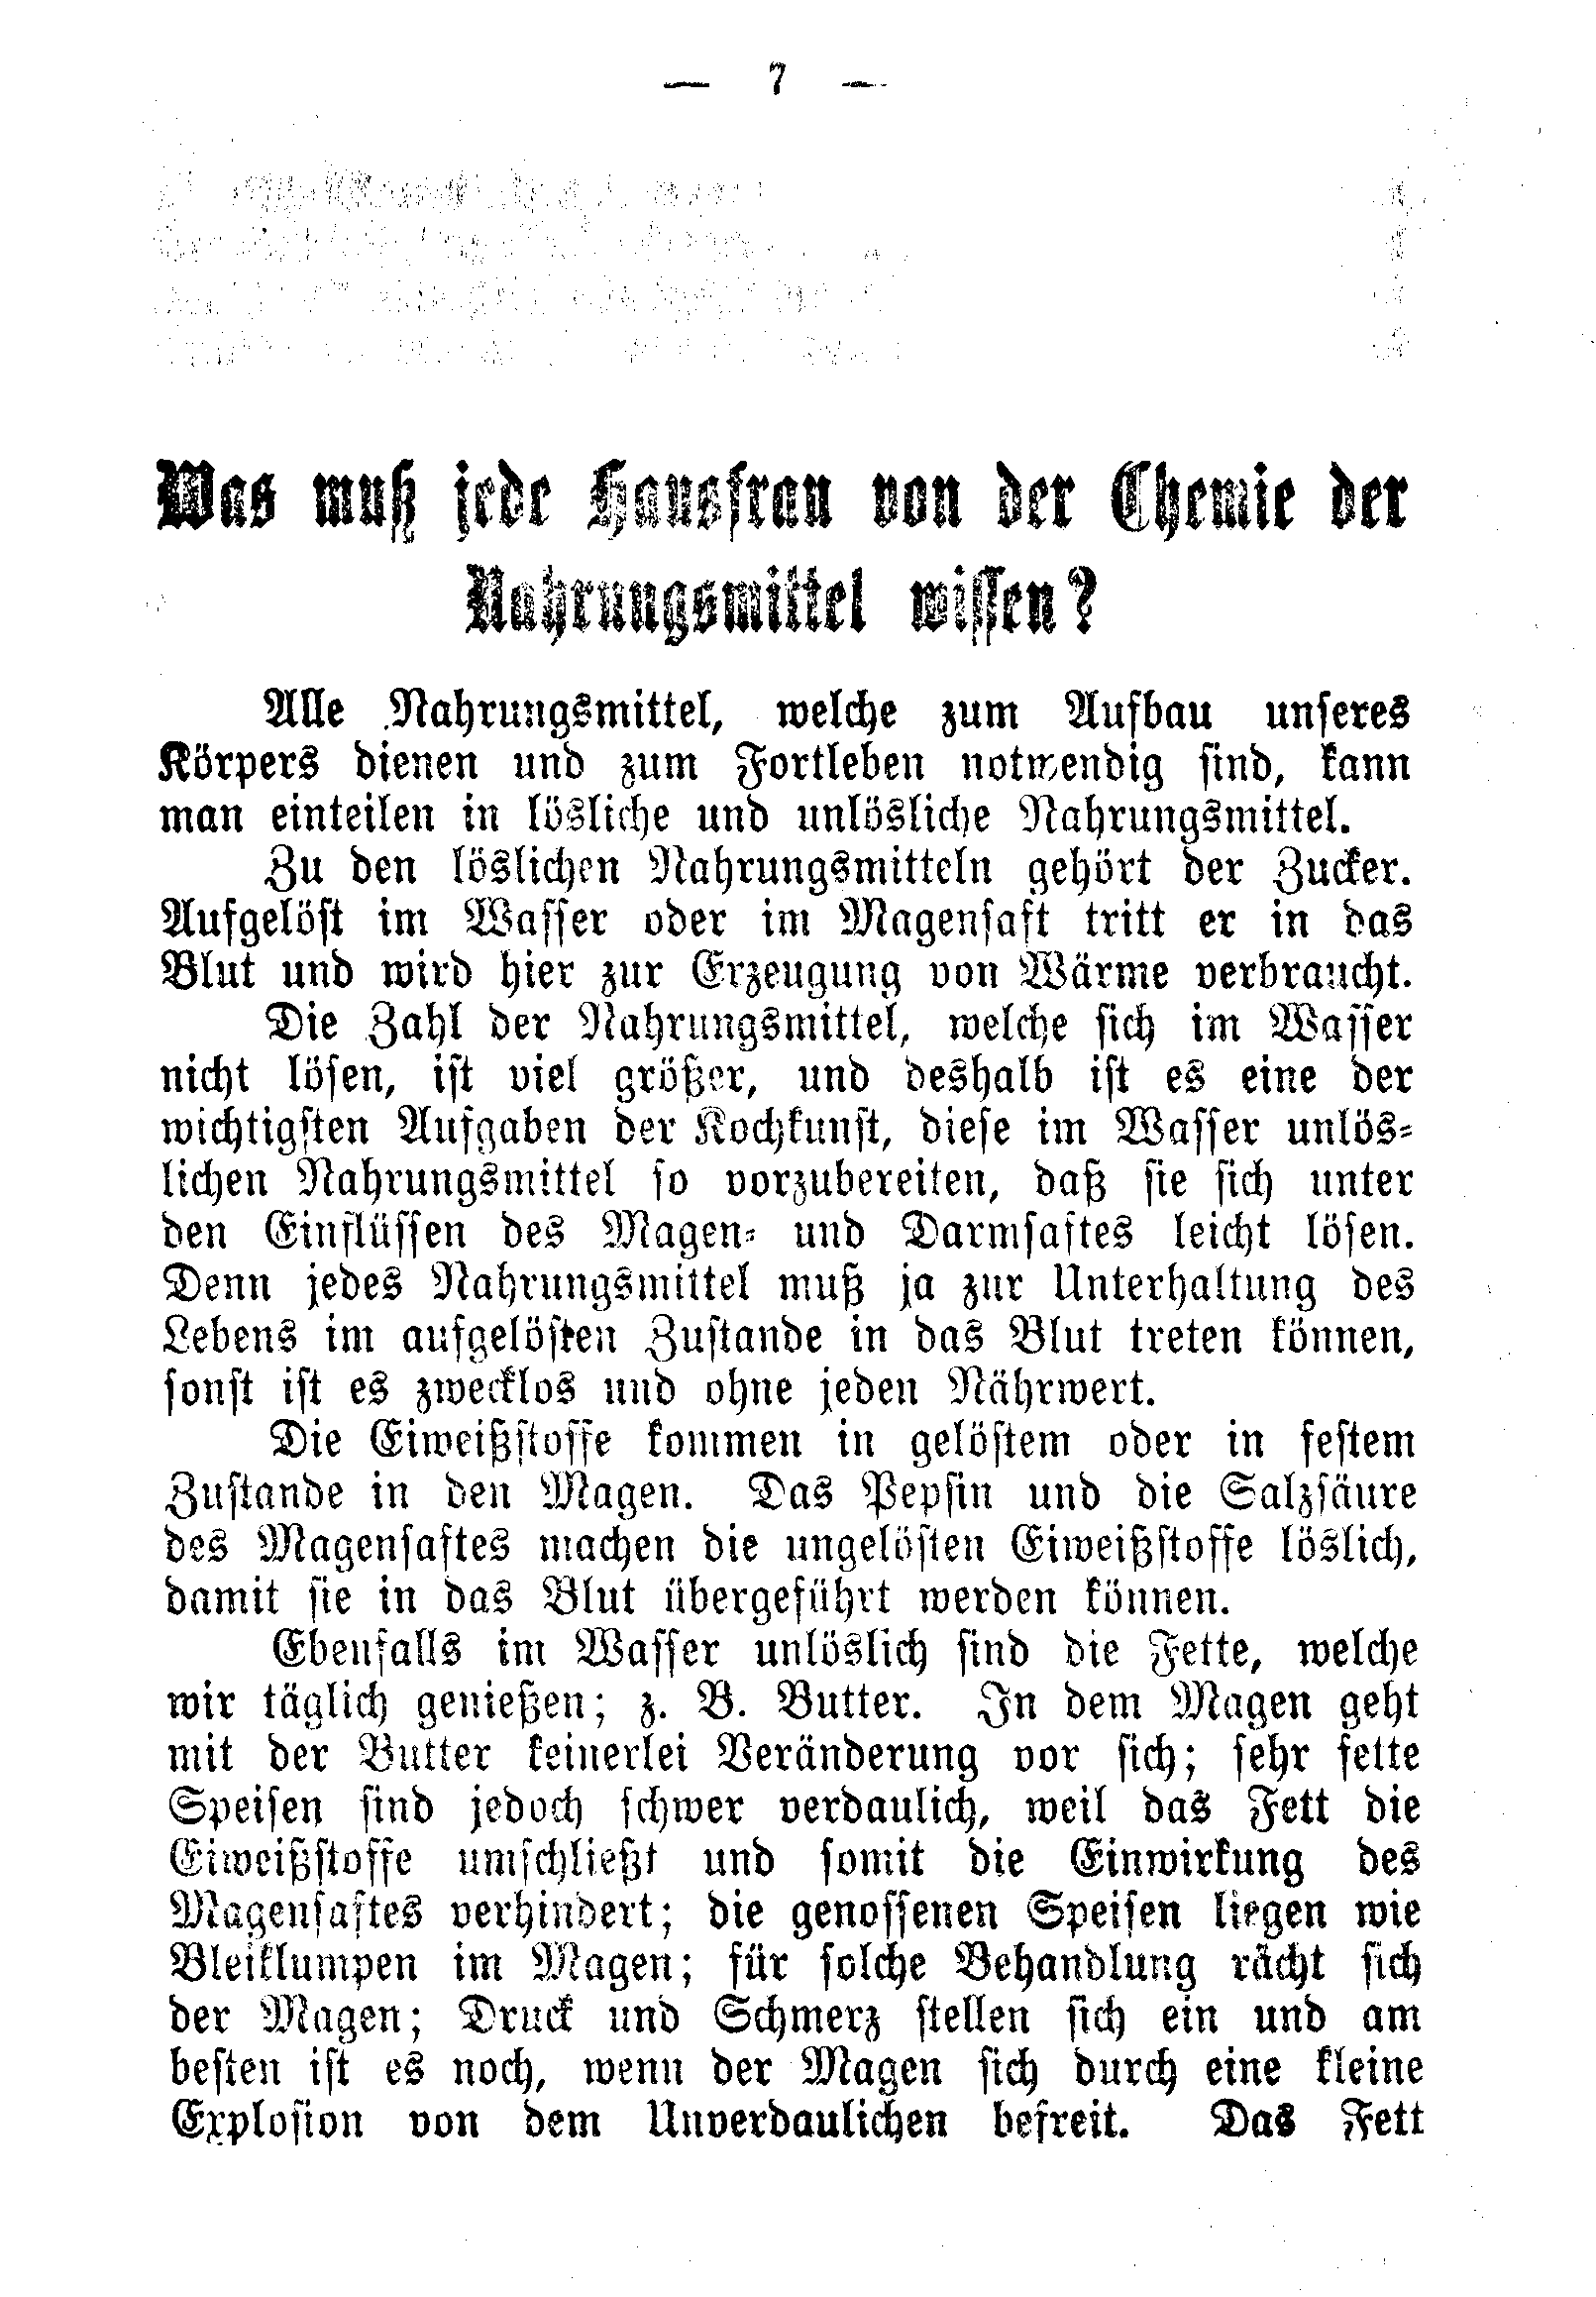 — 7 —
Was muß jede Hausfrau von der Chemie der
Nahrungsmittel wissen?
Alle Nahrungsmittel, welche zum Aufbau unseres
Körpers dienen und zum Fortleben notwendig sind, kann
man einteilen in lösliche und unlösliche Nahrungsmittel.
Zu den löslichen Nahrungsmitteln gehört der Zucker.
Aufgelöst im Wasser oder im Magensaft tritt er in das
Blut und wird hier zur Erzeugung von Wärme verbraucht.
Die Zahl der Nahrungsmittel, welche sich im Wasser
nicht lösen, ist viel größer, und deshalb ist es eine der
wichtigsten Aufgaben der Kochkunst, diese im Wasser unlös-
lichen Nahrungsmittel so vorzubereiten, daß sie sich unter
den Einflüssen des Magen- und Darmsaftes leicht lösen.
Denn jedes Nahrungsmittel muß ja zur Unterhaltung des
Lebens im aufgelösten Zustande in das Blut treten können,
sonst ist es zwecklos und ohne jeden Nährwert.
Die Eiweißstoffe kommen in gelöstem oder in festem
Zustande in den Magen. Das Pepsin und die Salzsäure
des Magensaftes machen die ungelösten Eiweißstoffe löslich,
damit sie in das Blut übergeführt werden können.
Ebenfalls im Wasser unlöslich sind die Fette, welche
wir täglich genießen; z. B. Butter. In dem Magen geht
mit der Butter keinerlei Veränderung vor sich; sehr fette
Speisen sind jedoch schwer verdaulich, weil das Fett die
Eiweißstoffe umschließt und somit die Einwirkung des
Magensaftes verhindert; die genossenen Speisen liegen wie
Bleiklumpen im Magen; für solche Behandlung rächt sich
der Magen; Druck und Schmerz stellen sich ein und am
besten ist es noch, wenn der Magen sich durch eine kleine
Explosion von dem Unverdaulichen befreit. Das Fett